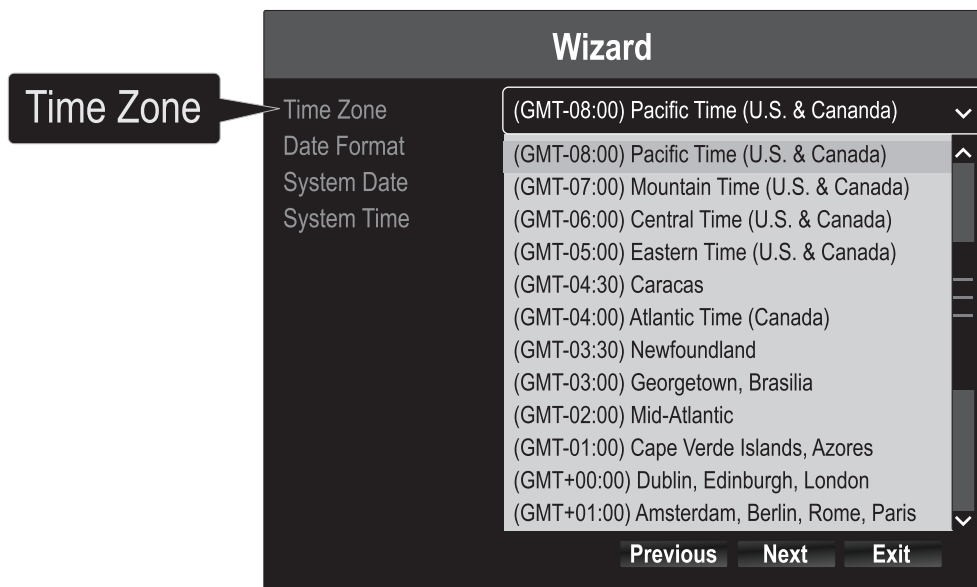 Wizard
Time Zone
Time Zone (GMT-08:00) Pacific Time (U.S. & Cananda)
Date Format
System Date
System Time
(GMT-08:00) Pacific Time (U.S. & Canada)
(GMT-07:00) Mountain Time (U.S. & Canada)
(GMT-06:00) Central Time (U.S. & Canada)
(GMT-05:00) Eastern Time (U.S. & Canada)
(GMT-04:30) Caracas
(GMT-04:00) Atlantic Time (Canada)
(GMT-03:30) Newfoundland
(GMT-03:00) Georgetown, Brasilia
(GMT-02:00) Mid-Atlantic
(GMT-01:00) Cape Verde Islands, Azores
(GMT+00:00) Dublin, Edinburgh, London
(GMT+01:00) Amsterdam, Berlin, Rome, Paris
Previous Next Exit